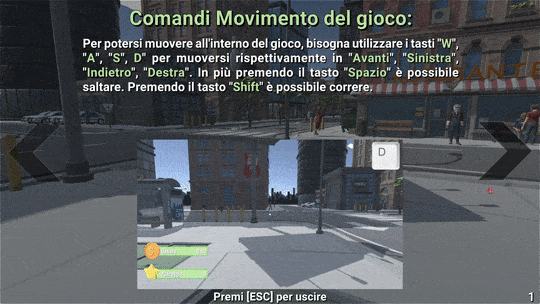 Comandi Movimento del gioco:
Per potersi muovere all'interno del gioco, bisogna utilizzare i tasti "W",
"A", "S", D" per muoversi rispettivamente in "Avanti", "Sinistra",
"Indietro", "Destra". In più premendo il tasto "Spazio" è possibile
saltare. Premendo il tasto "Shift" è possibile correre.
D
Premi [ESC] per uscire
1